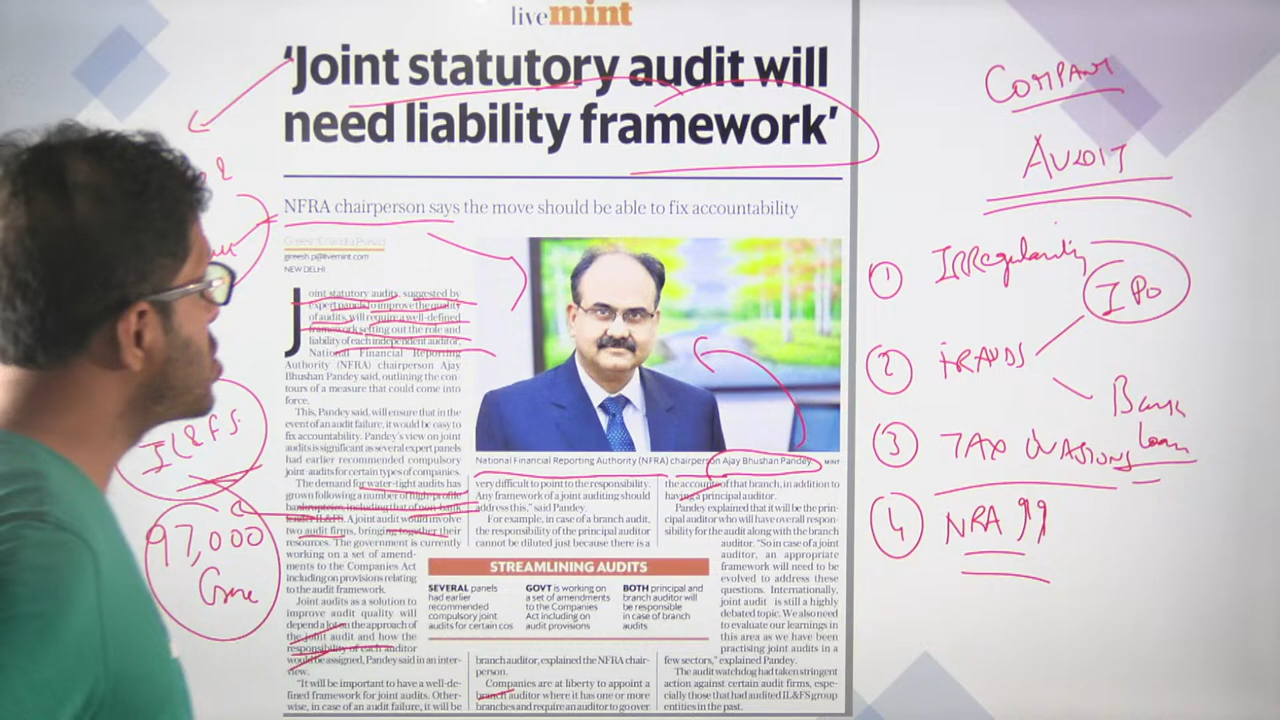 livemint
‘Joint statutory audit will
need liability framework’
NFRA chairperson says the move should be able to fix accountability
Gireesh Chandra Prasad
gireesh.p@livemint.com
NEW DELHI
Joint statutory audits, suggested by
expert panels to improve the quality
of audits, will require a well-defined
framework setting out the role and
liability of each independent auditor,
National Financial Reporting
Authority (NFRA) chairperson Ajay
Bhushan Pandey said, outlining the con-
tours of a measure that could come into
force.
This, Pandey said, will ensure that in the
event of an audit failure, it would be easy to
fix accountability. Pandey's view on joint
audits is significant as several expert panels
had earlier recommended compulsory
joint-audits for certain types of companies.
The demand for water-tight audits has
grown following a number of high-profile
bankruptcies, including that of non-bank
lender IL&FS. A joint audit would involve
two audit firms, bringing together their
resources. The government is currently
working on a set of amend-
ments to the Companies Act
including on provisions relating
to the audit framework.
Joint audits as a solution to
improve audit quality will
depend a lot on the approach of
the joint audit and how the
responsibility of each auditor
would be assigned, Pandey said in an inter-
view.
“It will be important to have a well-de-
fined framework for joint audits. Other-
wise, in case of an audit failure, it will be
National Financial Reporting Authority (NFRA) chairperson Ajay Bhushan Pandey. MINT
very difficult to point to the responsibility.
Any framework of a joint auditing should
address this,” said Pandey.
For example, in case of a branch audit,
the responsibility of the principal auditor
cannot be diluted just because there is a
STREAMLINING AUDITS
SEVERAL panels
had earlier
recommended
compulsory joint
audits for certain cos
GOVT is working on
a set of amendments
to the Companies
Act including on
audit provisions
BOTH principal and
branch auditor will
be responsible
in case of branch
audits
branch auditor, explained the NFRA chair-
person.
Companies are at liberty to appoint a
branch auditor where it has one or more
branches and require an auditor to go over
the accounts of that branch, in addition to
having a principal auditor.
Pandey explained that it will be the prin-
cipal auditor who will have overall respon-
sibility for the audit along with the branch
auditor. “So in case of a joint
auditor, an appropriate
framework will need to be
evolved to address these
questions. Internationally,
joint audit is still a highly
debated topic. We also need
to evaluate our learnings in
this area as we have been
practising joint audits in a
few sectors,” explained Pandey.
The audit watchdog had taken stringent
action against certain audit firms, espe-
cially those that had audited IL&FS group
entities in the past.
IL&FS
97,000
Crore
COMPANY
AUDIT
1 IRRegularity
IPO
2 FRAUDS
Bank
loan
3 TAX EVASIONS
4 NPA